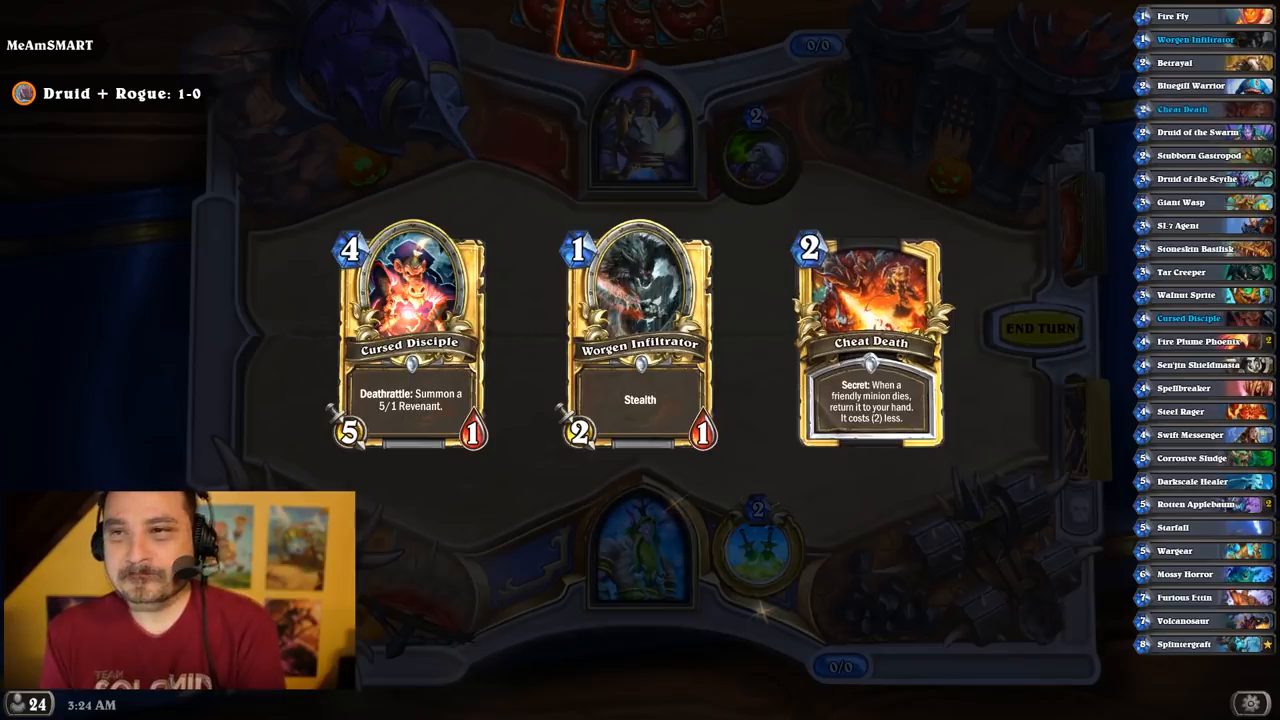 MeAmSMART
Druid + Rogue: 1-0
0/0
2
4
Cursed Disciple
Deathrattle: Summon a
5/1 Revenant.
5
1
1
Worgen Infiltrator
Stealth
2
1
2
Cheat Death
Secret: When a
friendly minion dies,
return it to your hand.
It costs (2) less.
END TURN
2
0/0
TEAM
24
3:24 AM
1 Fire Fly
1 Worgen Infiltrator
2 Betrayal
2 Bluegill Warrior
2 Cheat Death
2 Druid of the Swarm
2 Stubborn Gastropod
3 Druid of the Scythe
3 Giant Wasp
3 SI:7 Agent
3 Stoneskin Basilisk
3 Tar Creeper
3 Walnut Sprite
4 Cursed Disciple
4 Fire Plume Phoenix 2
4 Sen'jin Shieldmasta
4 Spellbreaker
4 Steel Rager
4 Swift Messenger
5 Corrosive Sludge
5 Darkscale Healer
5 Rotten Applebaum 2
5 Starfall
5 Wargear
6 Mossy Horror
7 Furious Ettin
7 Volcanosaur
8 Splintergraft